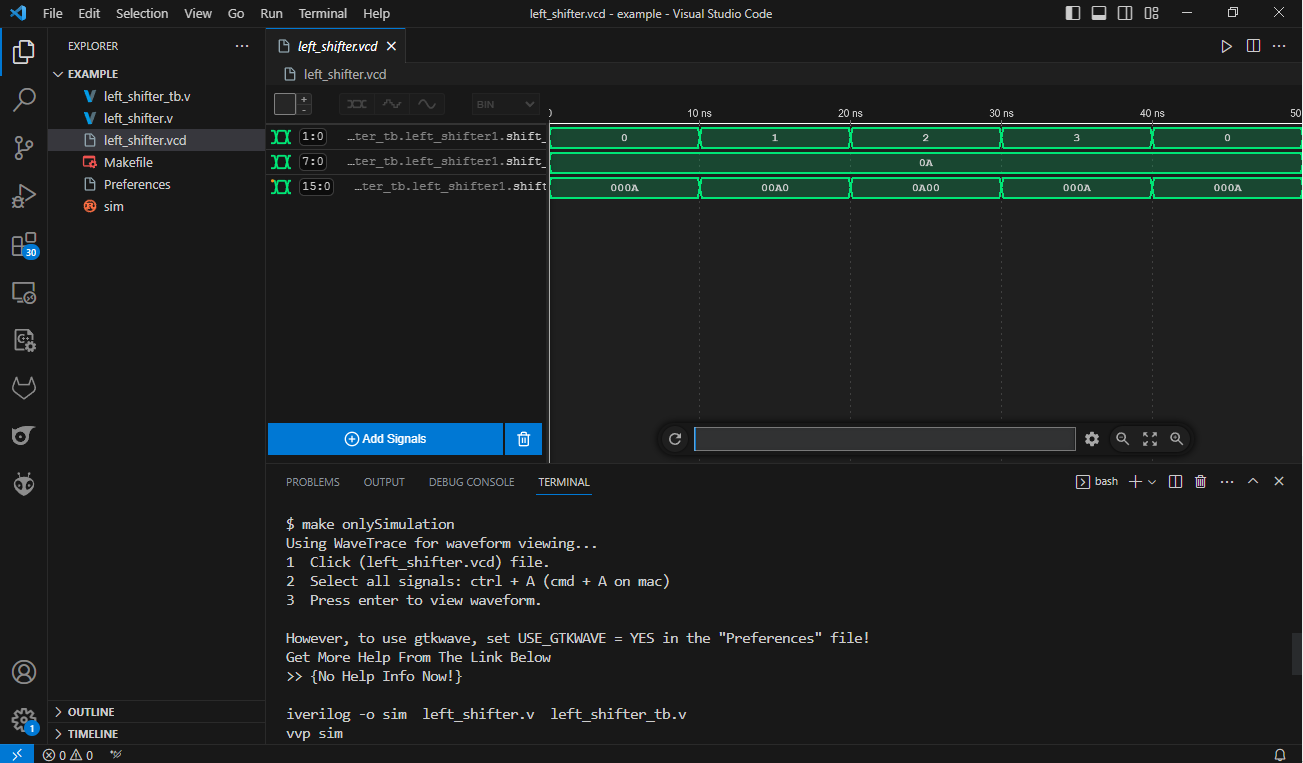 File Edit Selection View Go Run Terminal Help left_shifter.vcd - example - Visual Studio Code
EXPLORER ···
EXAMPLE
left_shifter_tb.v
left_shifter.v
left_shifter.vcd
Makefile
Preferences
sim
OUTLINE
TIMELINE
30
1
left_shifter.vcd
left_shifter.vcd
+
-
BIN
0 10 ns 20 ns 30 ns 40 ns 50
1:0 ...ter_tb.left_shifter1.shift_ 0 1 2 3 0
7:0 ...ter_tb.left_shifter1.shift_ 0A
15:0 ...ter_tb.left_shifter1.shift 000A 00A0 0A00 000A 000A
Add Signals
PROBLEMS OUTPUT DEBUG CONSOLE TERMINAL bash
$ make onlySimulation
Using WaveTrace for waveform viewing...
1 Click (left_shifter.vcd) file.
2 Select all signals: ctrl + A (cmd + A on mac)
3 Press enter to view waveform.
However, to use gtkwave, set USE_GTKWAVE = YES in the "Preferences" file!
Get More Help From The Link Below
>> {No Help Info Now!}
iverilog -o sim left_shifter.v left_shifter_tb.v
vvp sim
0 0